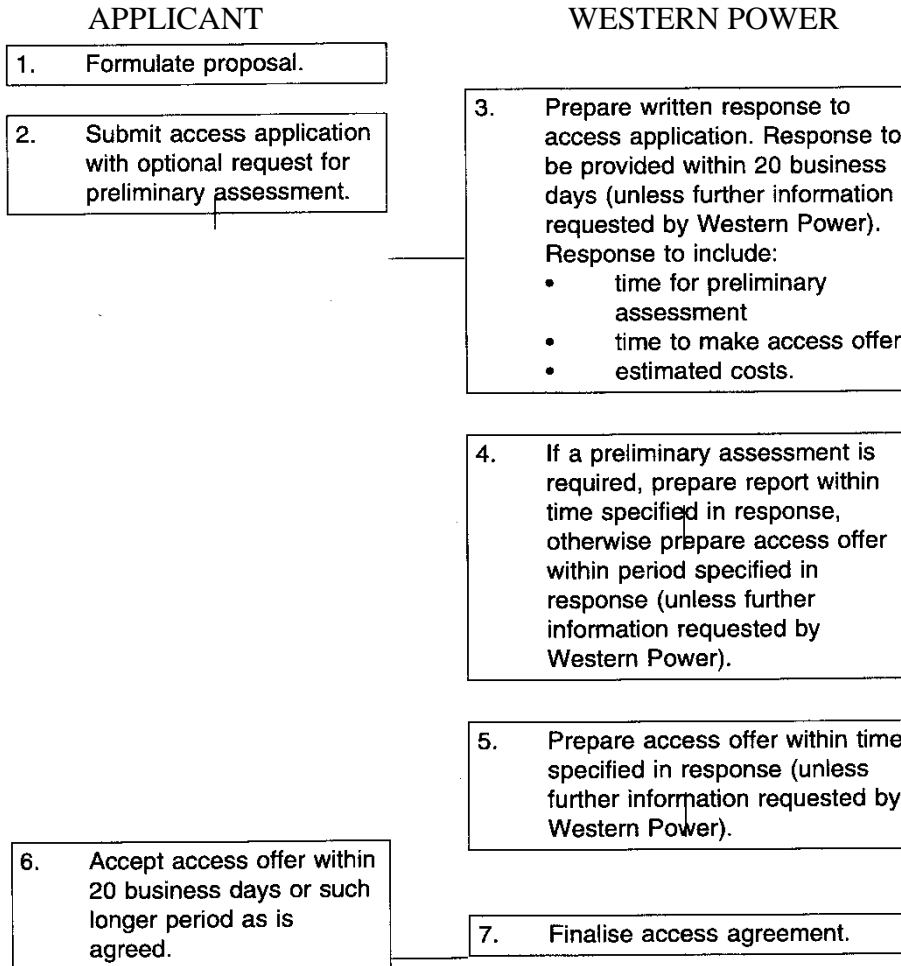 APPLICANT
WESTERN POWER
1. Formulate proposal.
2. Submit access application
with optional request for
preliminary assessment.
3. Prepare written response to
access application. Response to
be provided within 20 business
days (unless further information
requested by Western Power).
Response to include:
• time for preliminary
assessment
• time to make access offer
• estimated costs.
4. If a preliminary assessment is
required, prepare report within
time specified in response,
otherwise prepare access offer
within period specified in
response (unless further
information requested by
Western Power).
5. Prepare access offer within time
specified in response (unless
further information requested by
Western Power).
6. Accept access offer within
20 business days or such
longer period as is
agreed.
7. Finalise access agreement.